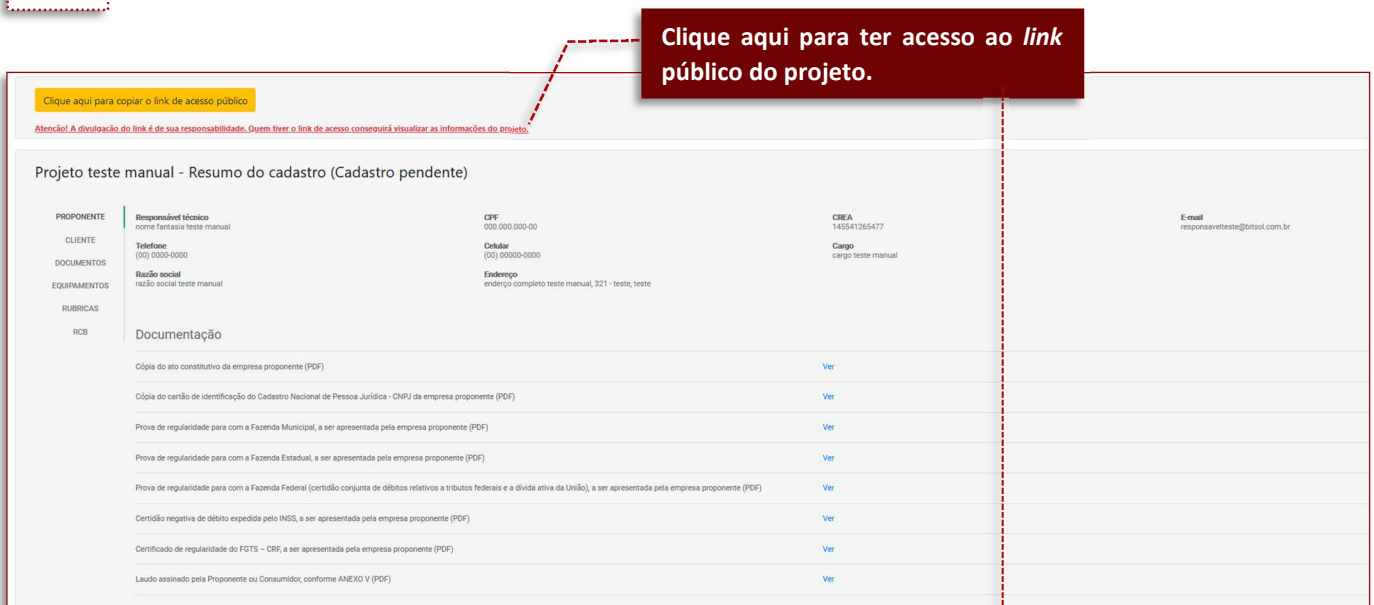 Clique aqui para ter acesso ao link
público do projeto.
Clique aqui para copiar o link de acesso público
Atenção! A divulgação do link é de sua responsabilidade. Quem tiver o link de acesso conseguirá visualizar as informações do projeto.
Projeto teste manual - Resumo do cadastro (Cadastro pendente)
PROPONENTE
CLIENTE
DOCUMENTOS
EQUIPAMENTOS
RUBRICAS
RCB
Responsável técnico
nome fantasia teste manual
CPF
000.000.000-00
CREA
145541265477
E-mail
responsavelteste@bitsol.com.br
Telefone
(00) 0000-0000
Celular
(00) 00000-0000
Cargo
cargo teste manual
Razão social
razão social teste manual
Endereço
enderço completo teste manual, 321 - teste, teste
Documentação
Cópia do ato constitutivo da empresa proponente (PDF) Ver
Cópia do cartão de identificação do Cadastro Nacional de Pessoa Jurídica - CNPJ da empresa proponente (PDF) Ver
Prova de regularidade para com a Fazenda Municipal, a ser apresentada pela empresa proponente (PDF) Ver
Prova de regularidade para com a Fazenda Estadual, a ser apresentada pela empresa proponente (PDF) Ver
Prova de regularidade para com a Fazenda Federal (certidão conjunta de débitos relativos a tributos federais e a dívida ativa da União), a ser apresentada pela empresa proponente (PDF) Ver
Certidão negativa de débito expedida pelo INSS, a ser apresentada pela empresa proponente (PDF) Ver
Certificado de regularidade do FGTS – CRF, a ser apresentada pela empresa proponente (PDF) Ver
Laudo assinado pela Proponente ou Consumidor, conforme ANEXO V (PDF) Ver